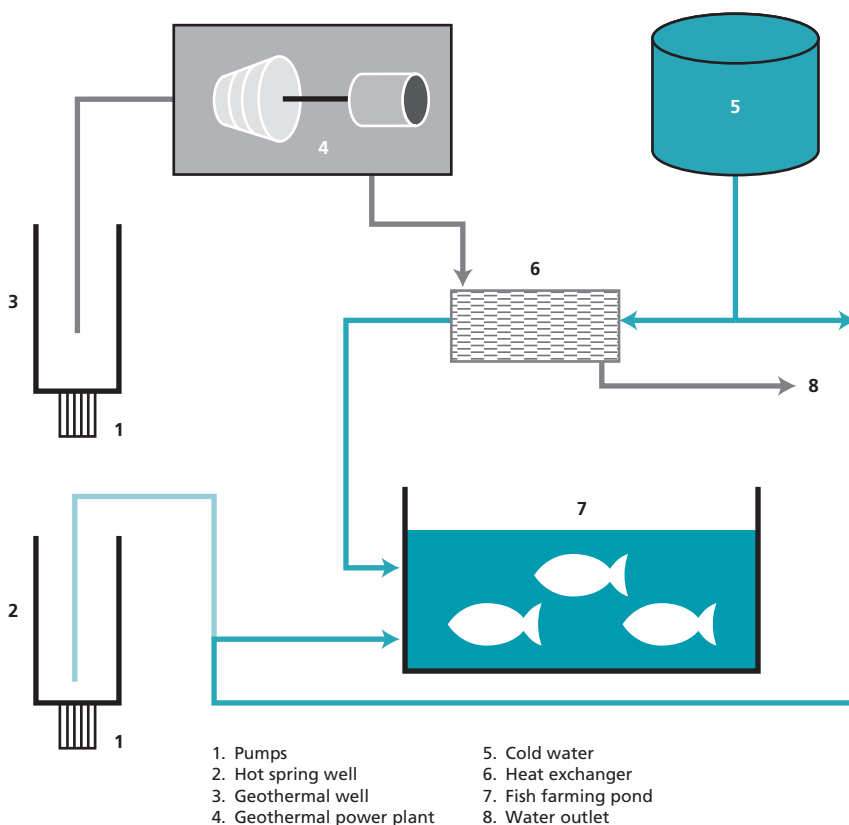 4
5
6
3
8
1
7
2
1
1. Pumps
2. Hot spring well
3. Geothermal well
4. Geothermal power plant
5. Cold water
6. Heat exchanger
7. Fish farming pond
8. Water outlet